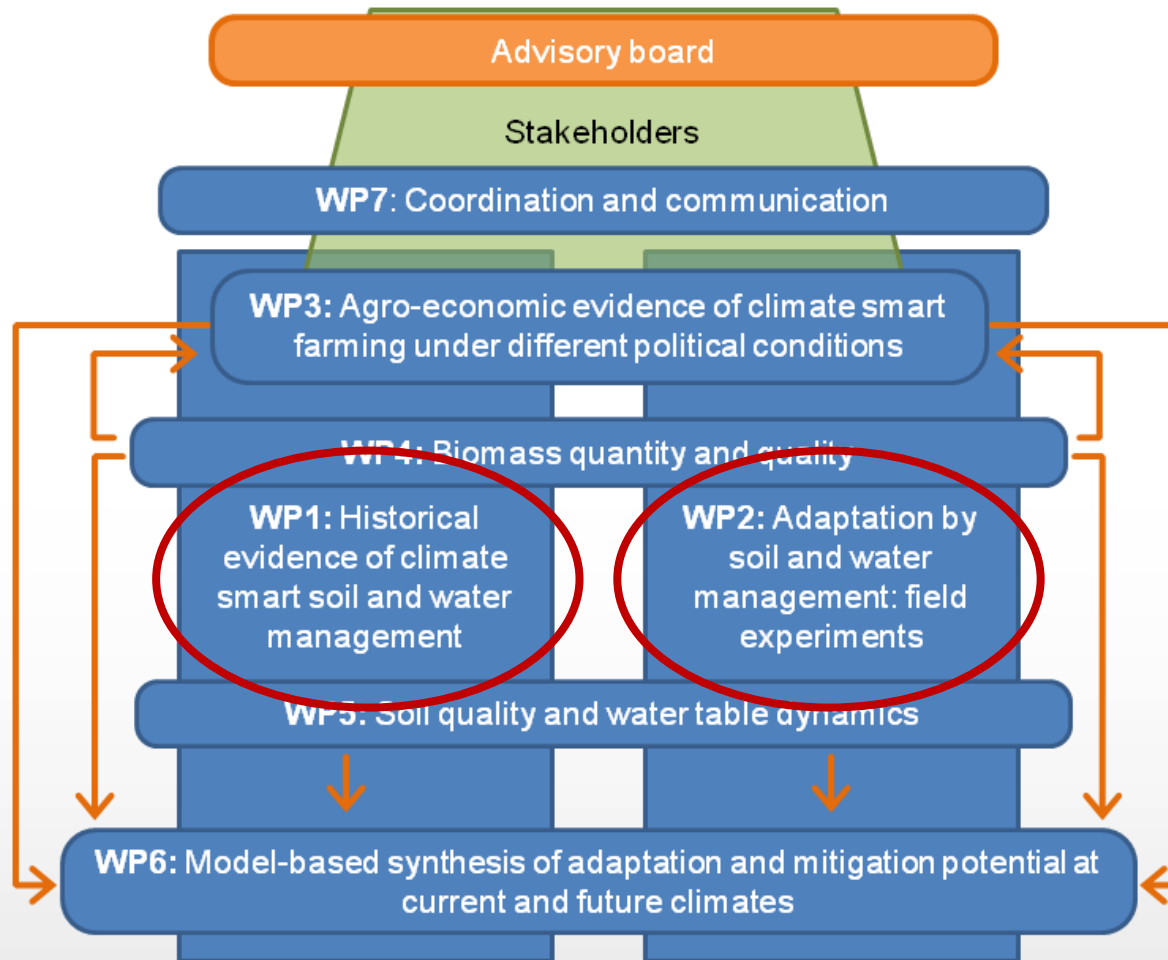 Advisory board
Stakeholders
WP7: Coordination and communication
WP3: Agro-economic evidence of climate smart
farming under different political conditions
WP4: Biomass quantity and quality
WP1: Historical
evidence of climate
smart soil and water
management
WP2: Adaptation by
soil and water
management: field
experiments
WP5: Soil quality and water table dynamics
WP6: Model-based synthesis of adaptation and mitigation potential at
current and future climates